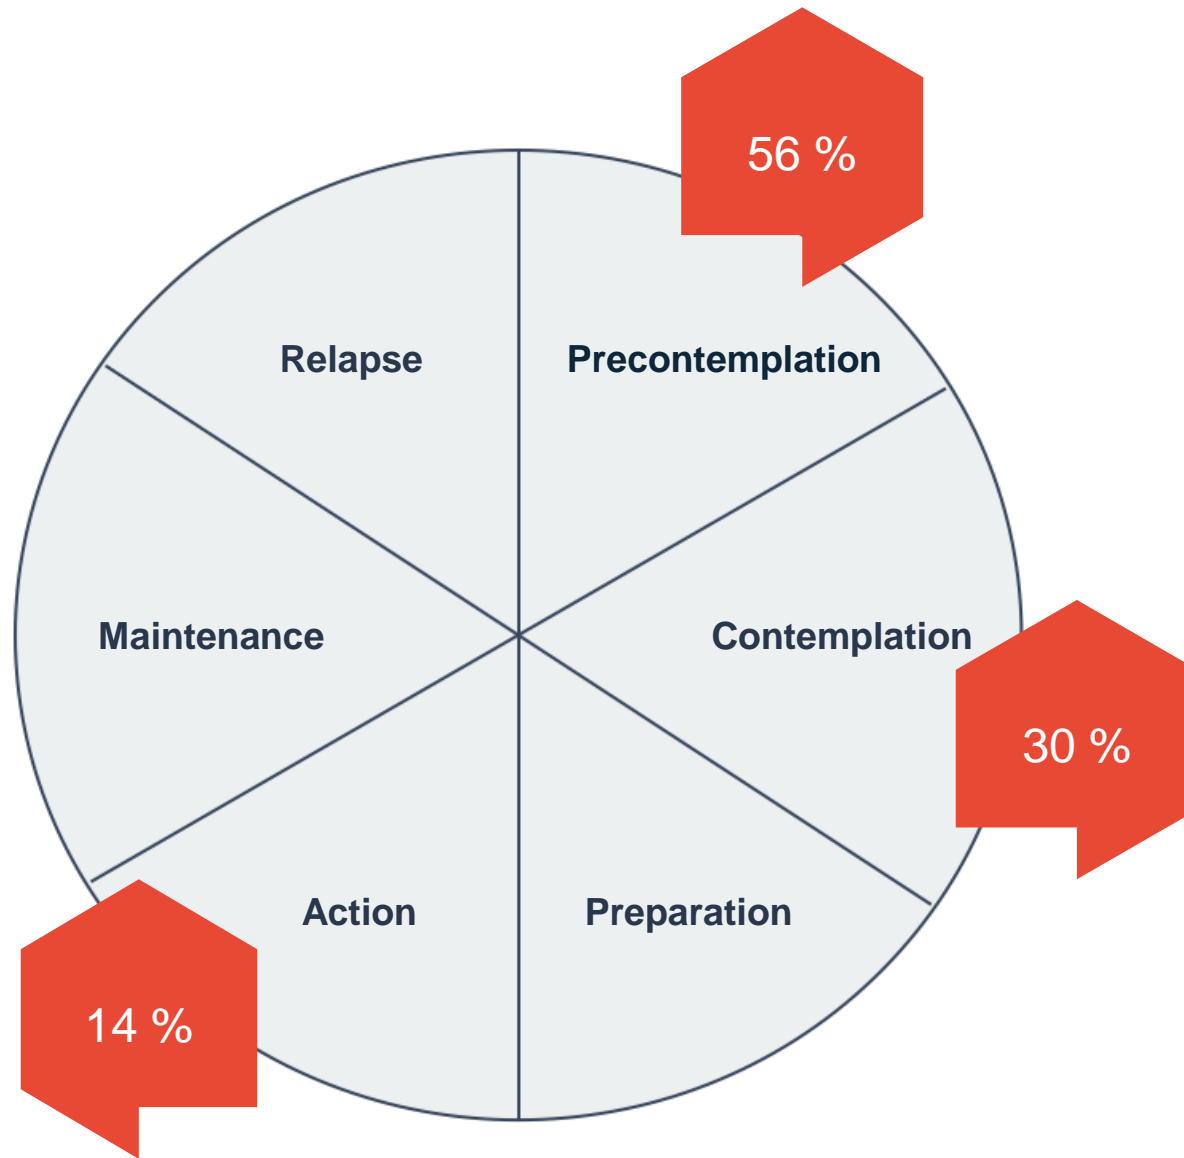 56 %
Relapse
Precontemplation
Maintenance
Contemplation
30 %
Action
Preparation
14 %